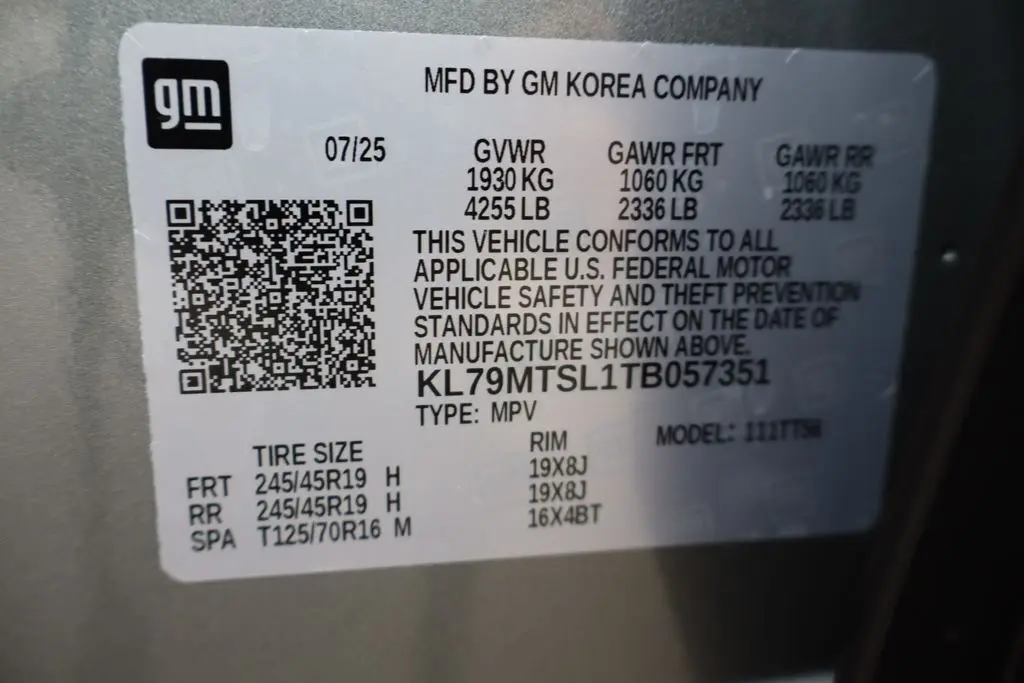 gm
MFD BY GM KOREA COMPANY
07/25 GVWR GAWR FRT GAWR RR
1930 KG 1060 KG 1060 KG
4255 LB 2336 LB 2336 LB
THIS VEHICLE CONFORMS TO ALL
APPLICABLE U.S. FEDERAL MOTOR
VEHICLE SAFETY AND THEFT PREVENTION
STANDARDS IN EFFECT ON THE DATE OF
MANUFACTURE SHOWN ABOVE.
KL79MTSL1TB057351
TYPE: MPV
MODEL:
TIRE SIZE RIM
FRT 245/45R19 H 19X8J
RR 245/45R19 H 19X8J
SPA T125/70R16 M 16X4BT